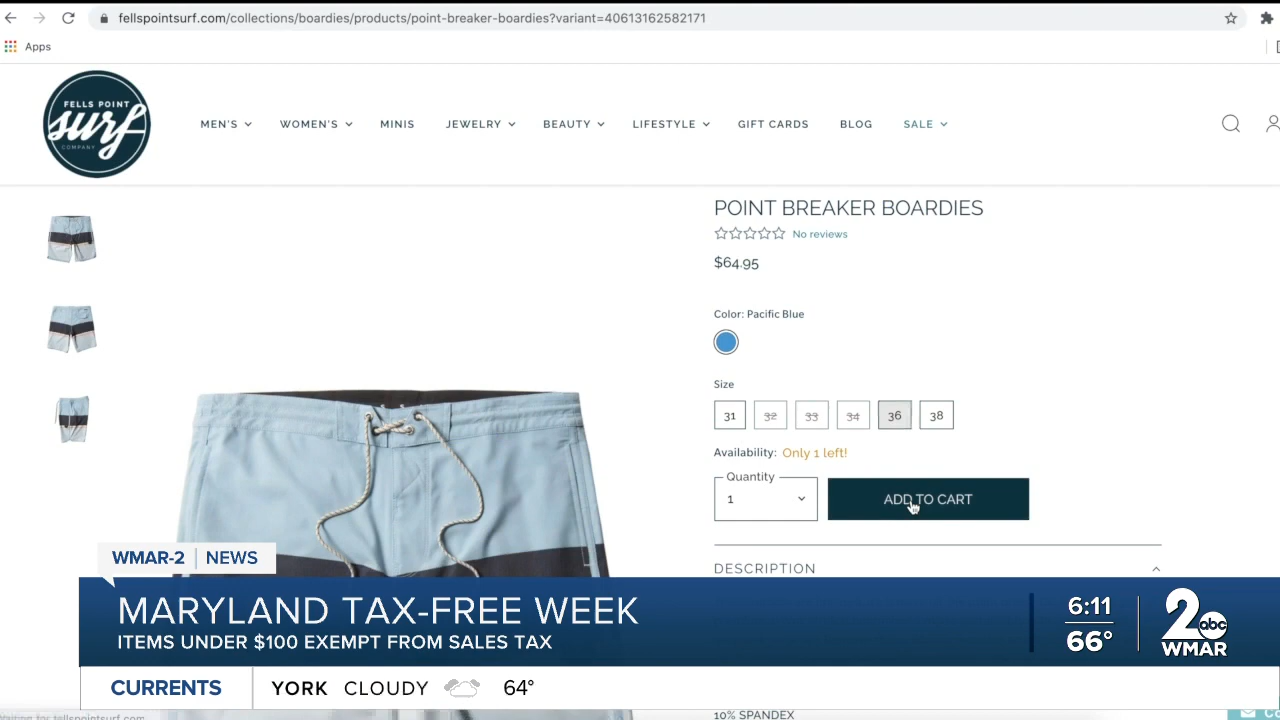 fellspointsurf.com/collections/boardies/products/point-breaker-boardies?variant=40613162582171
Apps
FELLS POINT
surf
COMPANY
MEN'S
WOMEN'S
MINIS
JEWELRY
BEAUTY
LIFESTYLE
GIFT CARDS
BLOG
SALE
POINT BREAKER BOARDIES
No reviews
$64.95
Color: Pacific Blue
Size
31 32 33 34 36 38
Availability: Only 1 left!
Quantity
1
ADD TO CART
DESCRIPTION
WMAR-2 NEWS
MARYLAND TAX-FREE WEEK
ITEMS UNDER $100 EXEMPT FROM SALES TAX
6:11
66°
2 abc
WMAR
CURRENTS YORK CLOUDY 64°
Waiting for fellspointsurf.com
10% SPANDEX